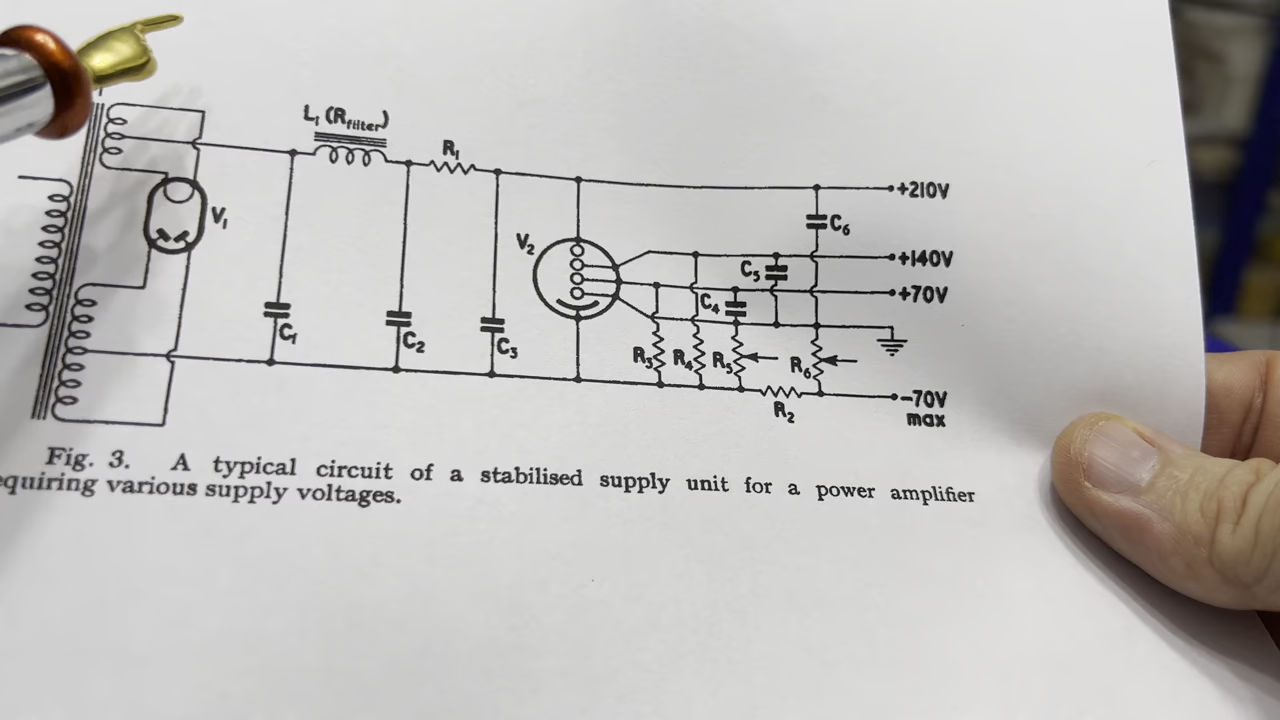 L₁ (Rfilter)
R₁
+210V
V₁
C₆
V₂
+140V
C₅
+70V
C₄
C₁
C₂
C₃
R₃
R₄
R₅
R₆
-70V
max
R₂
Fig. 3. A typical circuit of a stabilised supply unit for a power amplifier
equiring various supply voltages.